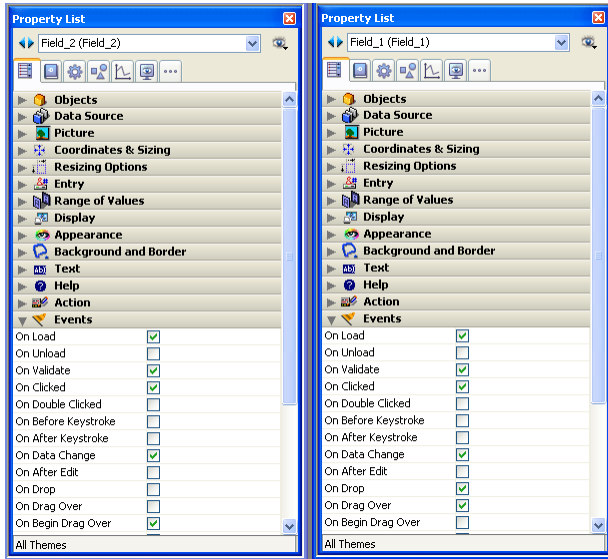 Property List
Field_2 (Field_2)
Objects
Data Source
Picture
Coordinates & Sizing
Resizing Options
Entry
Range of Values
Display
Appearance
Background and Border
Text
Help
Action
Events
On Load
On Unload
On Validate
On Clicked
On Double Clicked
On Before Keystroke
On After Keystroke
On Data Change
On After Edit
On Drop
On Drag Over
On Begin Drag Over
All Themes
Property List
Field_1 (Field_1)
Objects
Data Source
Picture
Coordinates & Sizing
Resizing Options
Entry
Range of Values
Display
Appearance
Background and Border
Text
Help
Action
Events
On Load
On Unload
On Validate
On Clicked
On Double Clicked
On Before Keystroke
On After Keystroke
On Data Change
On After Edit
On Drop
On Drag Over
On Begin Drag Over
All Themes